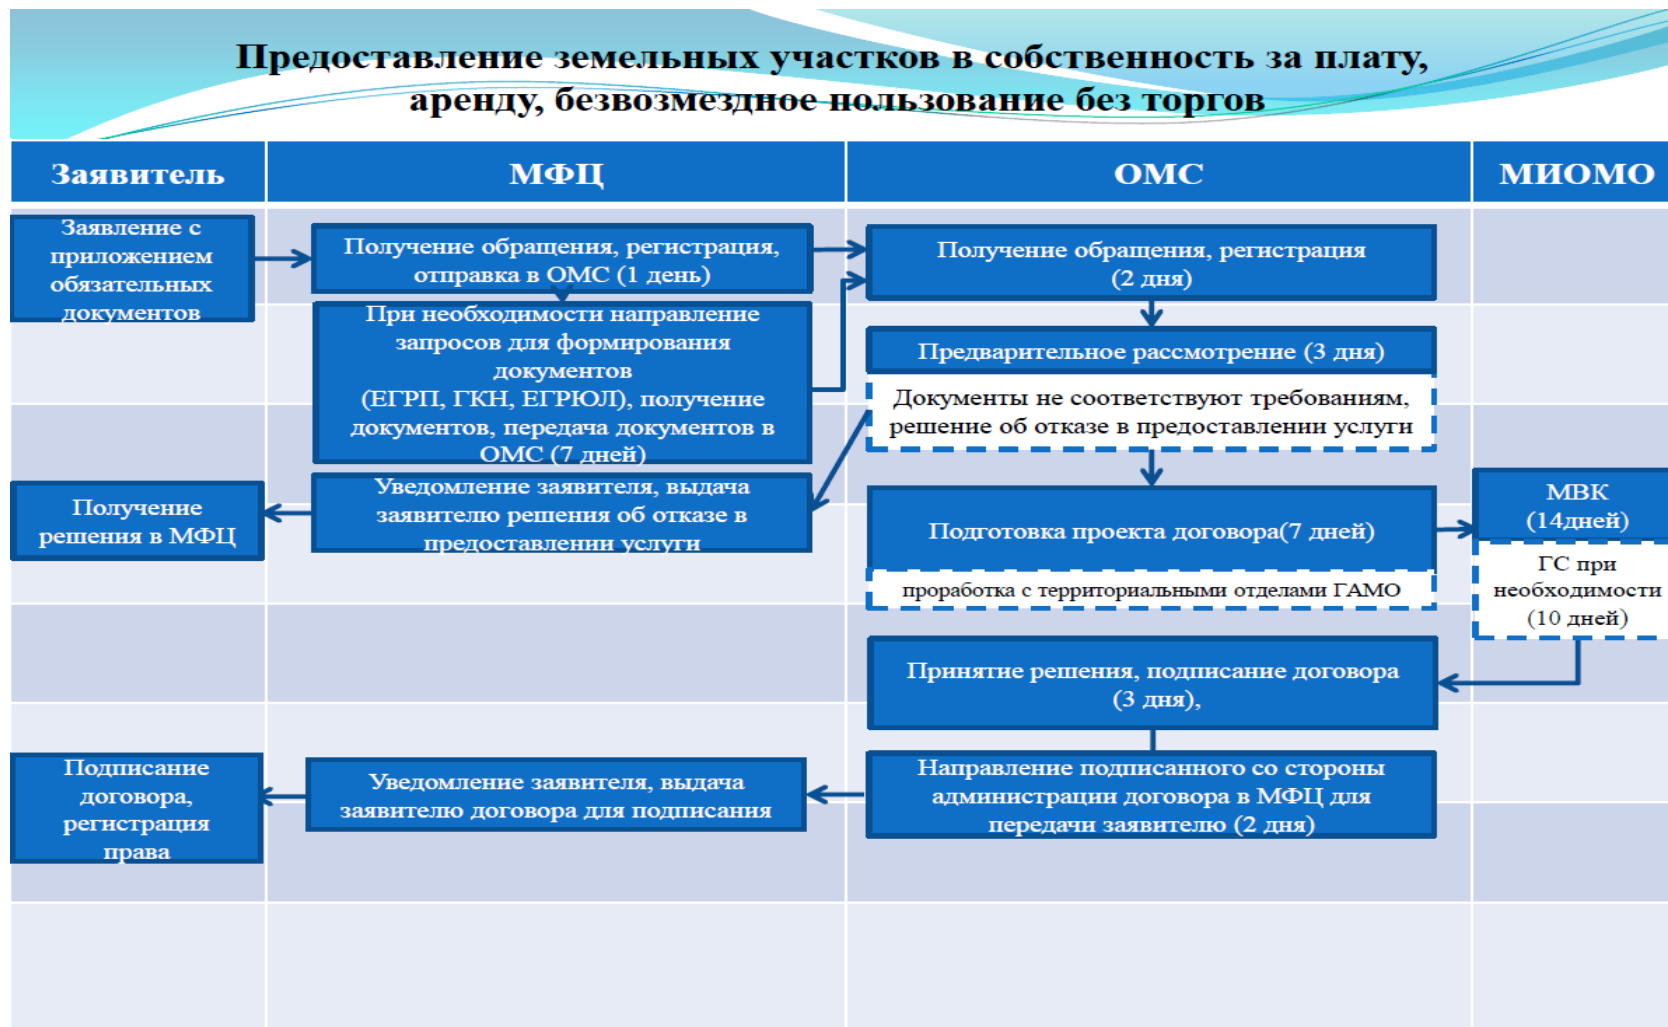 Предоставление земельных участков в собственность за плату,
аренду, безвозмездное пользование без торгов
Заявитель
МФЦ
ОМС
МИОМО
Заявление с
приложением
обязательных
документов
Получение обращения, регистрация,
отправка в ОМС (1 день)
Получение обращения, регистрация
(2 дня)
При необходимости направление
запросов для формирования
документов
(ЕГРП, ГКН, ЕГРЮЛ), получение
документов, передача документов в
ОМС (7 дней)
Предварительное рассмотрение (3 дня)
Документы не соответствуют требованиям,
решение об отказе в предоставлении услуги
Получение
решения в МФЦ
Уведомление заявителя, выдача
заявителю решения об отказе в
предоставлении услуги
Подготовка проекта договора(7 дней)
проработка с территориальными отделами ГАМО
МВК
(14дней)
ГС при
необходимости
(10 дней)
Принятие решения, подписание договора
(3 дня),
Подписание
договора,
регистрация
права
Уведомление заявителя, выдача
заявителю договора для подписания
Направление подписанного со стороны
администрации договора в МФЦ для
передачи заявителю (2 дня)